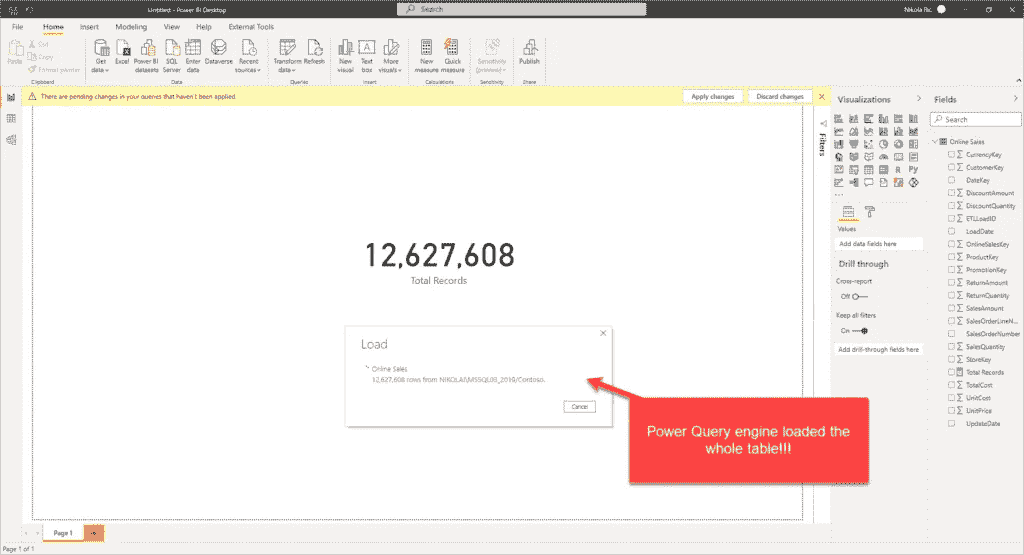 Untitled - Power BI Desktop
Search
Nikola Ilic
File
Home
Insert
Modeling
View
Help
External Tools
Paste
Cut
Copy
Format painter
Clipboard
Get data
Excel
Power BI datasets
SQL Server
Enter data
Dataverse
Recent sources
Data
Transform data
Refresh
Queries
New visual
Text box
More visuals
Insert
New measure
Quick measure
Calculations
Sensitivity (preview)
Sensitivity
Publish
Share
There are pending changes in your queries that haven't been applied.
Apply changes
Discard changes
Filters
Visualizations
R
Py
Values
Add data fields here
Drill through
Cross-report
Off
Keep all filters
On
Add drill-through fields here
Fields
Search
Online Sales
CurrencyKey
CustomerKey
DateKey
DiscountAmount
DiscountQuantity
ETLLoadID
LoadDate
OnlineSalesKey
ProductKey
PromotionKey
ReturnAmount
ReturnQuantity
SalesAmount
SalesOrderLineN...
SalesOrderNumber
SalesQuantity
StoreKey
Total Records
TotalCost
UnitCost
UnitPrice
UpdateDate
12,627,608
Total Records
Load
Online Sales
12,627,608 rows from NIKOLAI\MSSQL03_2019/Contoso.
Cancel
Power Query engine loaded the
whole table!!!
Page 1
Page 1 of 1